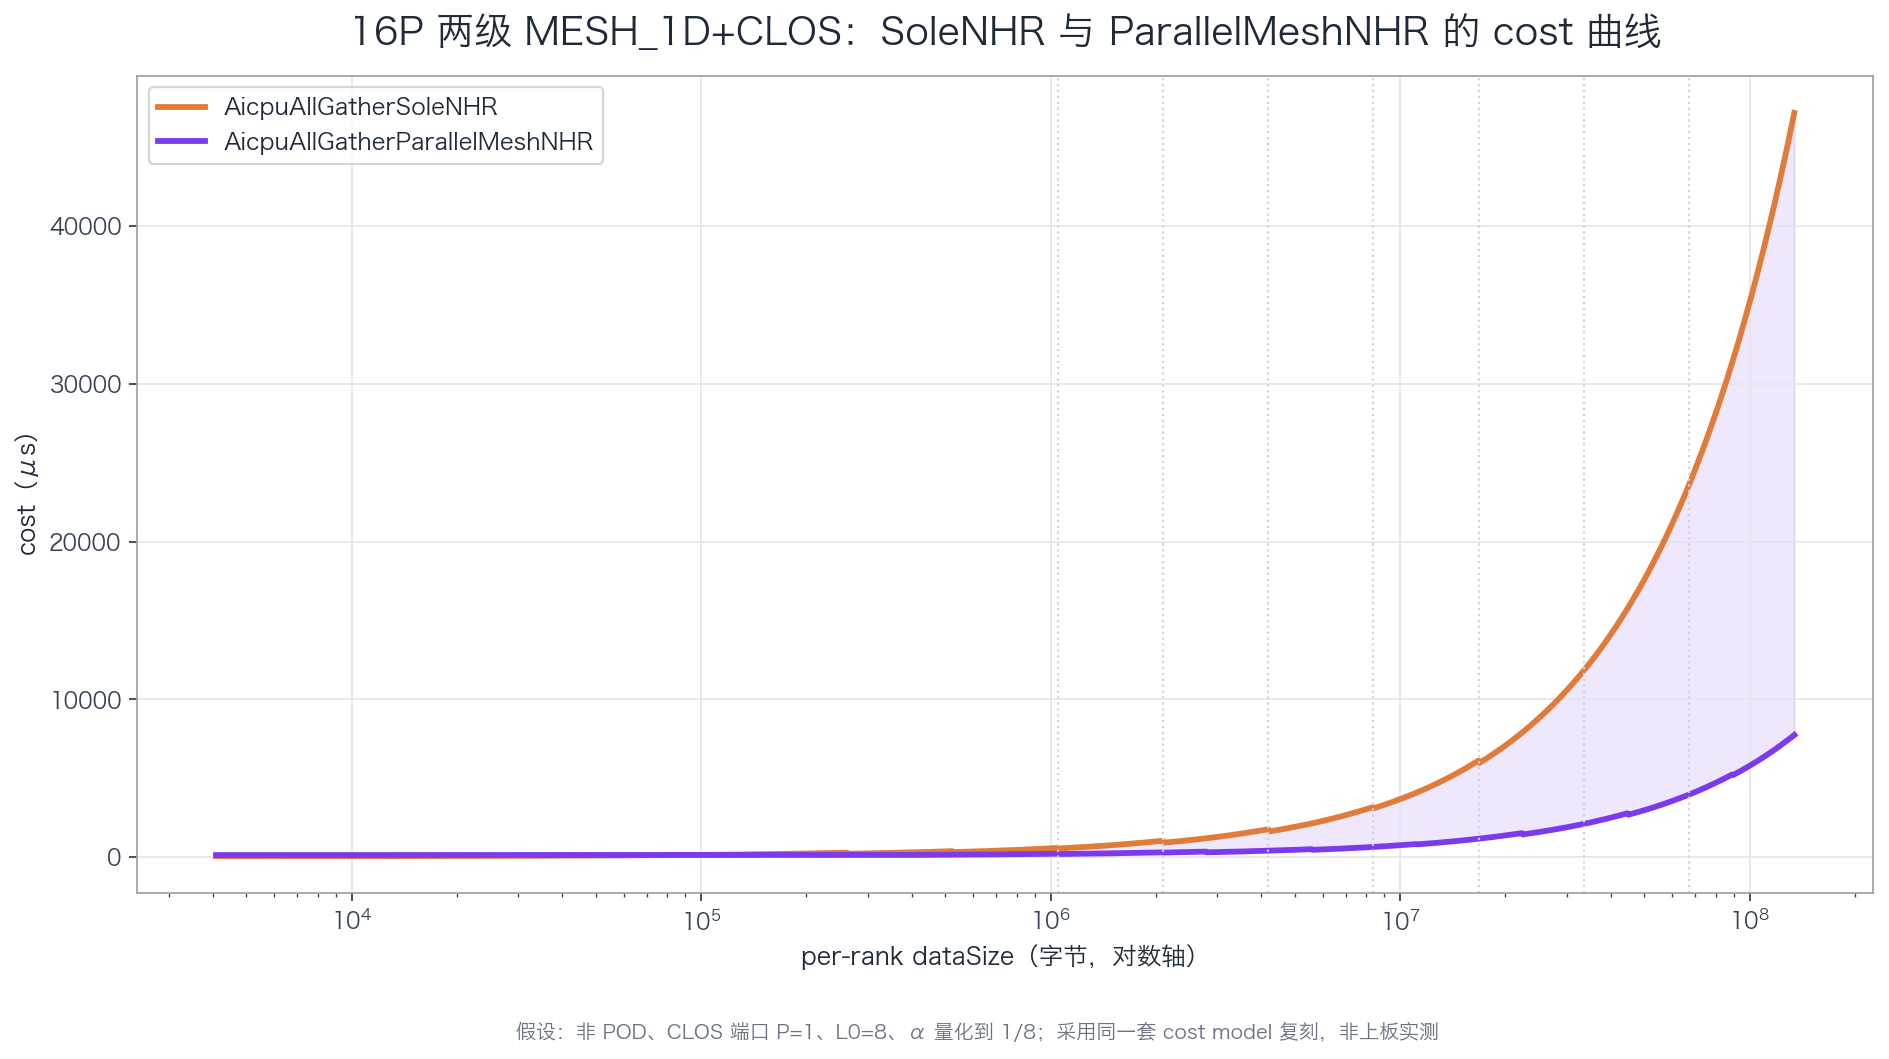 16P 两级 MESH_1D+CLOS：SoleNHR 与 ParallelMeshNHR 的 cost 曲线
AicpuAllGatherSoleNHR
AicpuAllGatherParallelMeshNHR
cost（μs）
40000
30000
20000
10000
0
10⁴ 10⁵ 10⁶ 10⁷ 10⁸
per-rank dataSize（字节，对数轴）
假设：非 POD、CLOS 端口 P=1、L0=8、α 量化到 1/8；采用同一套 cost model 复刻，非上板实测